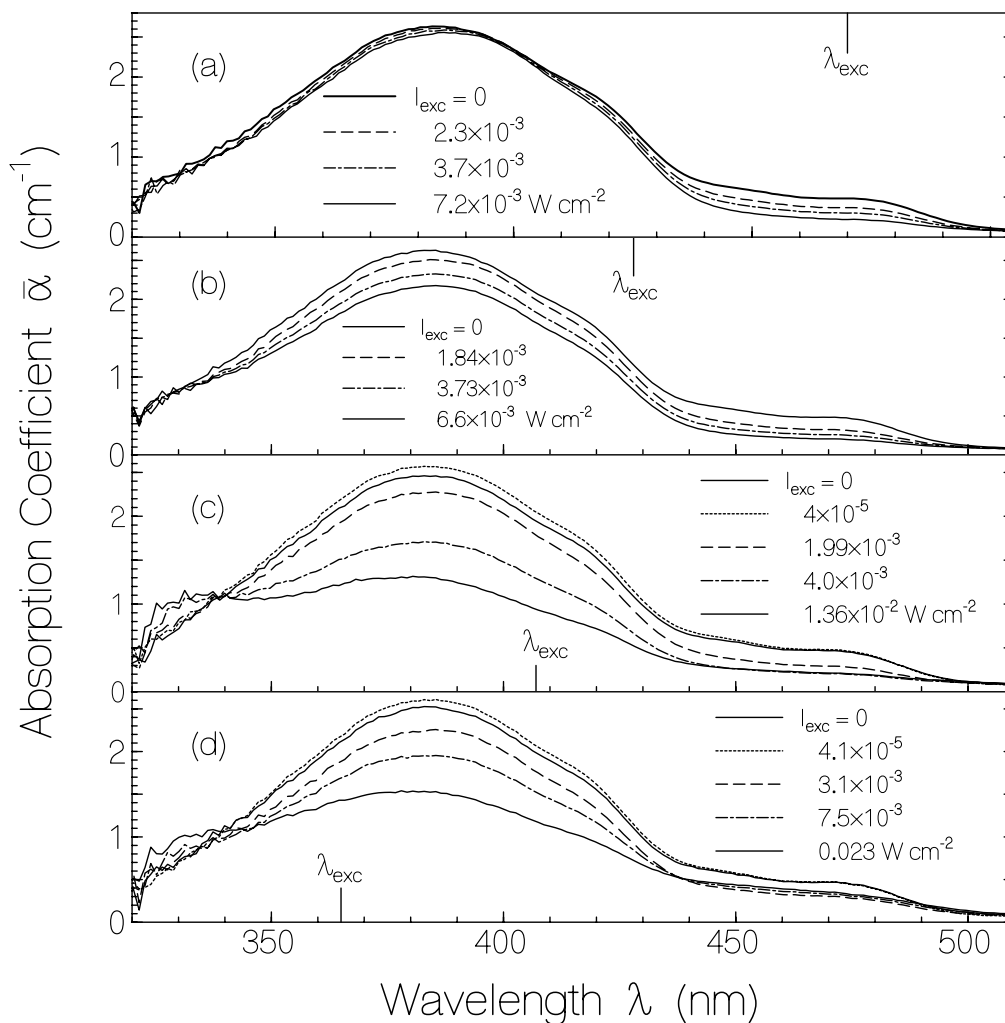 Absorption Coefficient ᾱ (cm⁻¹)
(a)
λexc
Iexc = 0
2.3×10⁻³
3.7×10⁻³
7.2×10⁻³ W cm⁻²
2
1
0
(b)
λexc
Iexc = 0
1.84×10⁻³
3.73×10⁻³
6.6×10⁻³ W cm⁻²
2
1
0
(c)
Iexc = 0
4×10⁻⁵
1.99×10⁻³
4.0×10⁻³
1.36×10⁻² W cm⁻²
λexc
2
1
0
(d)
Iexc = 0
4.1×10⁻⁵
3.1×10⁻³
7.5×10⁻³
0.023 W cm⁻²
λexc
2
1
0
350 400 450 500
Wavelength λ (nm)